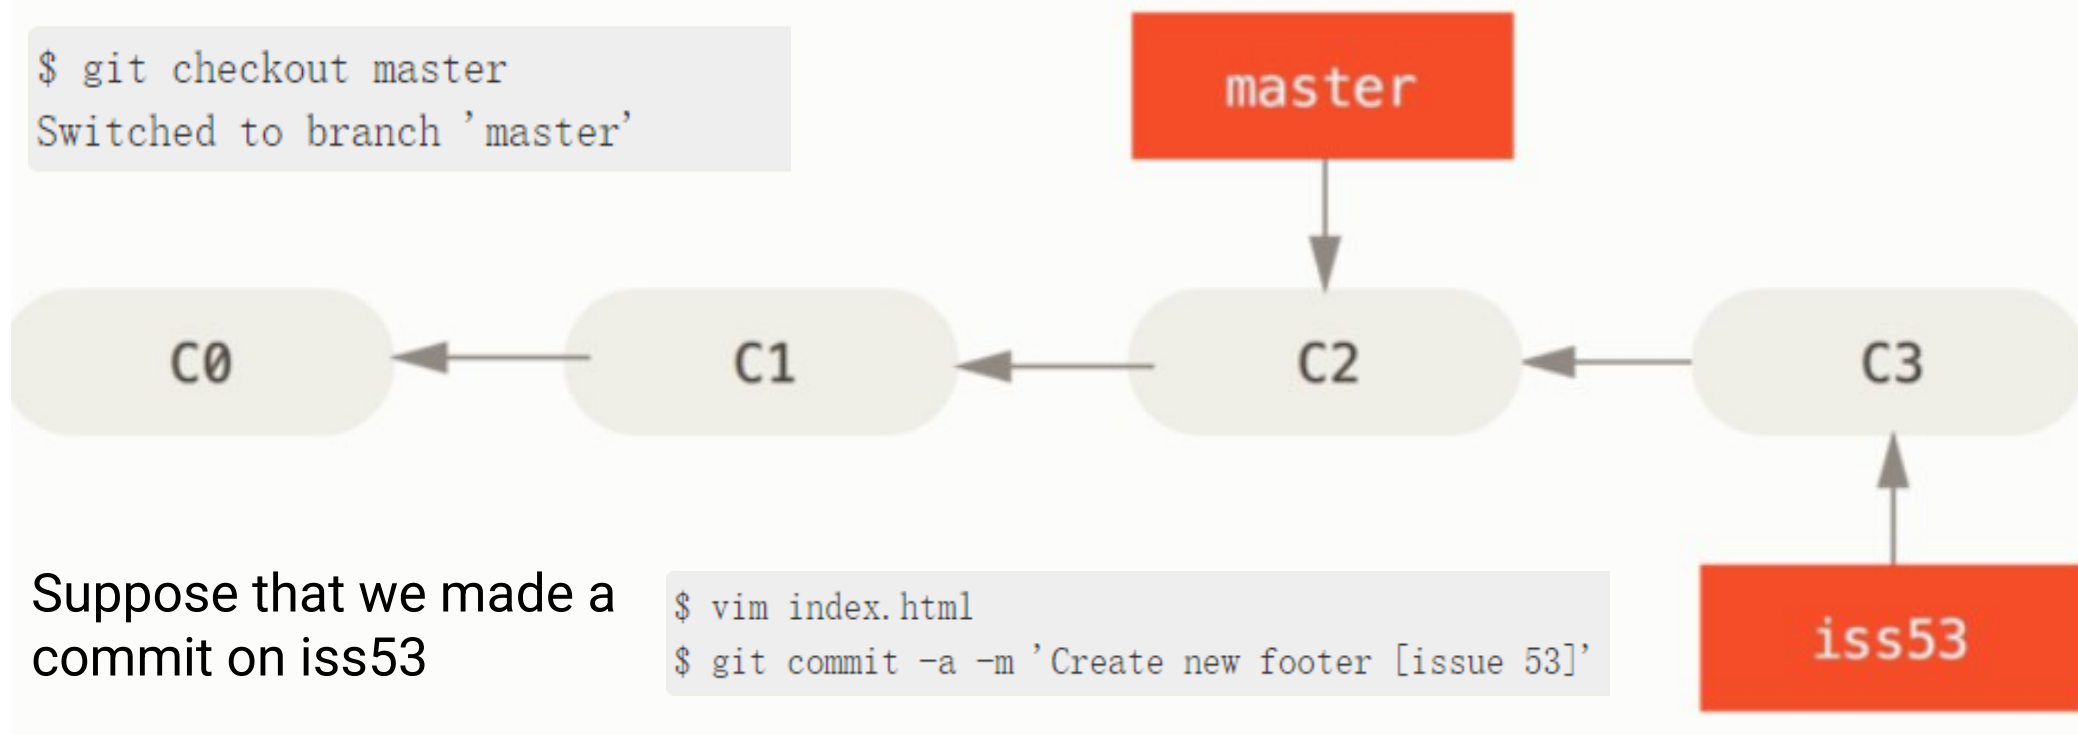 $ git checkout master
Switched to branch 'master'
master
C0
C1
C2
C3
Suppose that we made a
commit on iss53
$ vim index.html
$ git commit -a -m 'Create new footer [issue 53]'
iss53